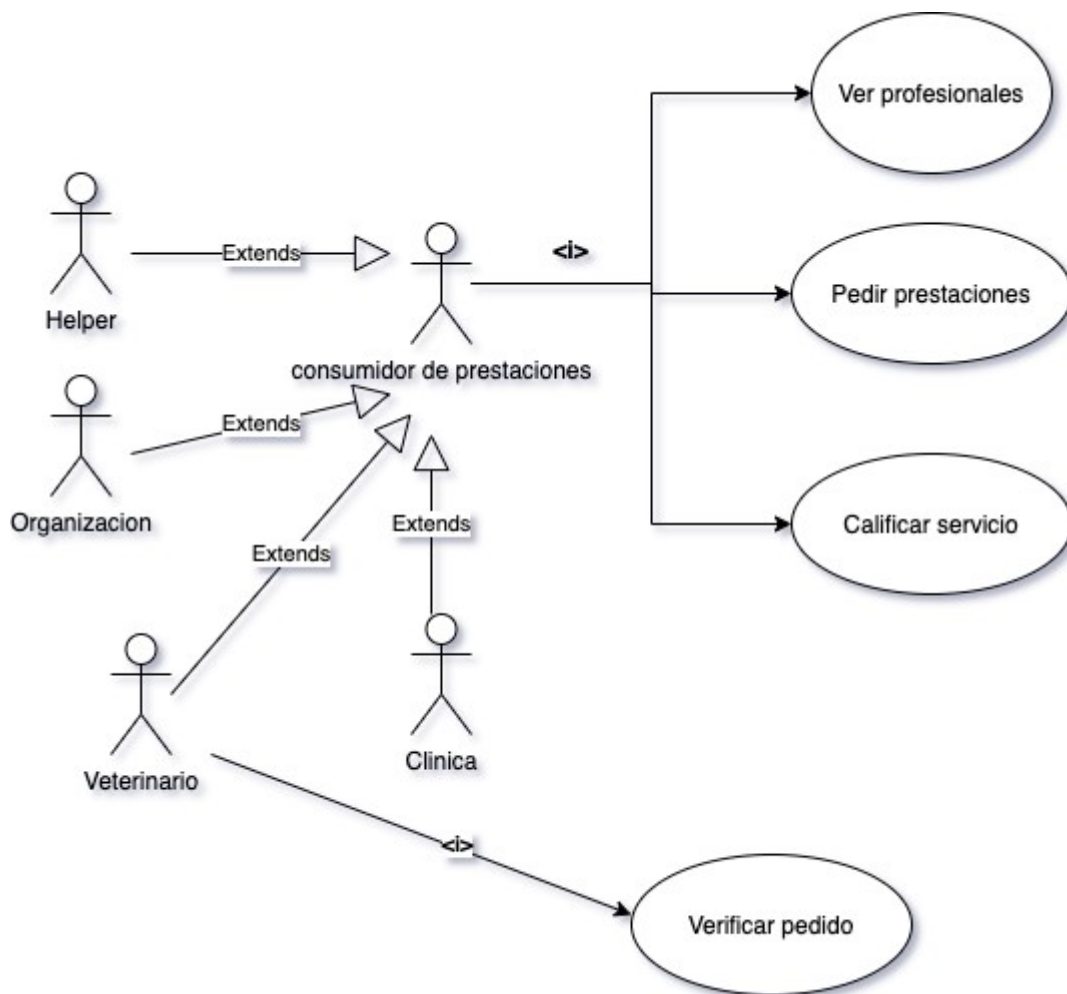 Ver profesionales
Extends
<i>
Helper
Pedir prestaciones
consumidor de prestaciones
Extends
Organizacion
Extends
Calificar servicio
Extends
Veterinario
Clinica
<i>
Verificar pedido